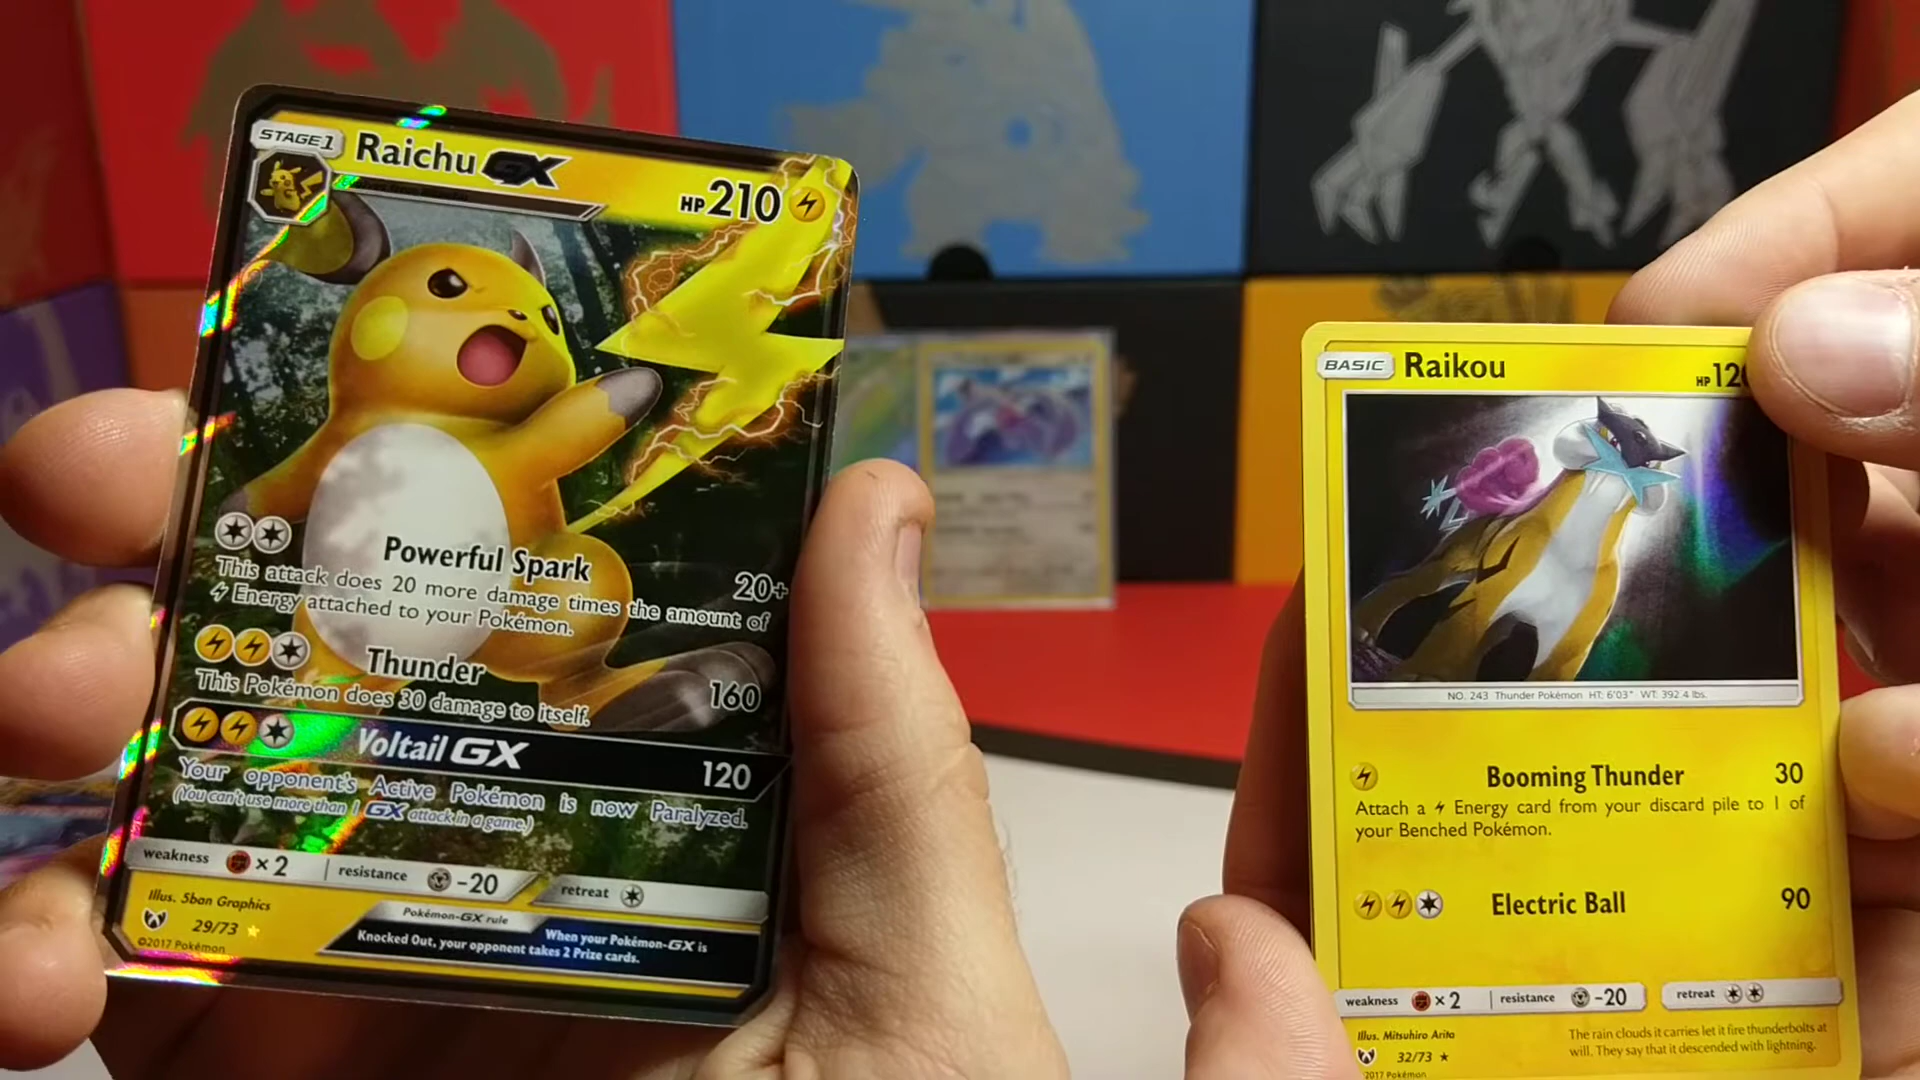 STAGE1
Raichu GX
HP210
Powerful Spark
20+
This attack does 20 more damage times the amount of
Energy attached to your Pokémon.
Thunder
160
This Pokémon does 30 damage to itself.
Voltail GX
120
Your opponent's Active Pokémon is now Paralyzed.
(You can't use more than 1 GX attack in a game.)
weakness ×2 resistance -20 retreat
Illus. 5ban Graphics
29/73
©2017 Pokémon
Pokémon-GX rule
When your Pokémon-GX is
Knocked Out, your opponent takes 2 Prize cards.
BASIC
Raikou
HP12
NO. 243 Thunder Pokémon HT: 6'03" WT: 392.4 lbs.
Booming Thunder 30
Attach a Energy card from your discard pile to 1 of
your Benched Pokémon.
Electric Ball 90
weakness ×2 resistance -20 retreat
Illus. Mitsuhiro Arita
32/73
2017 Pokémon
The rain clouds it carries let it fire thunderbolts at
will. They say that it descended with lightning.